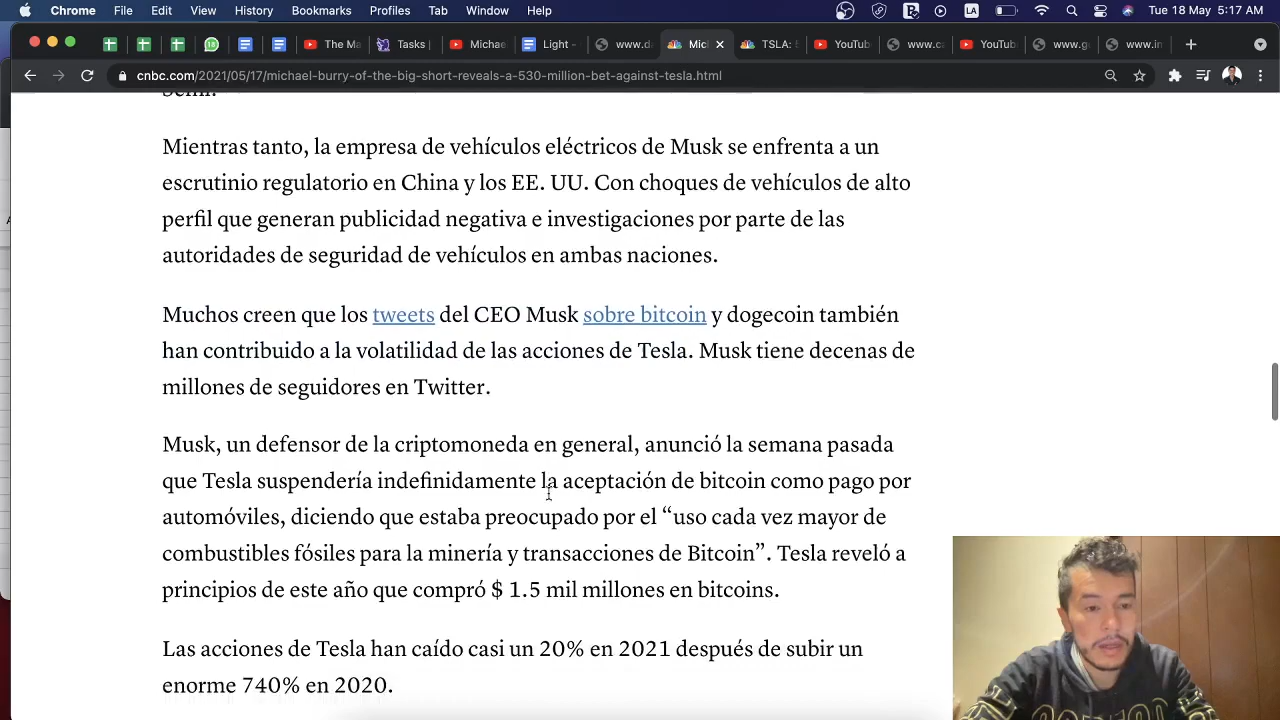 Chrome File Edit View History Bookmarks Profiles Tab Window Help LA Tue 18 May 5:17 AM
The Ma Tasks Michae Light - www.d Mic TSLA: YouTub www.c YouTub www.g www.in
cnbc.com/2021/05/17/michael-burry-of-the-big-short-reveals-a-530-million-bet-against-tesla.html
Mientras tanto, la empresa de vehículos eléctricos de Musk se enfrenta a un
escrutinio regulatorio en China y los EE. UU. Con choques de vehículos de alto
perfil que generan publicidad negativa e investigaciones por parte de las
autoridades de seguridad de vehículos en ambas naciones.
Muchos creen que los tweets del CEO Musk sobre bitcoin y dogecoin también
han contribuido a la volatilidad de las acciones de Tesla. Musk tiene decenas de
millones de seguidores en Twitter.
Musk, un defensor de la criptomoneda en general, anunció la semana pasada
que Tesla suspendería indefinidamente la aceptación de bitcoin como pago por
automóviles, diciendo que estaba preocupado por el “uso cada vez mayor de
combustibles fósiles para la minería y transacciones de Bitcoin”. Tesla reveló a
principios de este año que compró $ 1.5 mil millones en bitcoins.
Las acciones de Tesla han caído casi un 20% en 2021 después de subir un
enorme 740% en 2020.